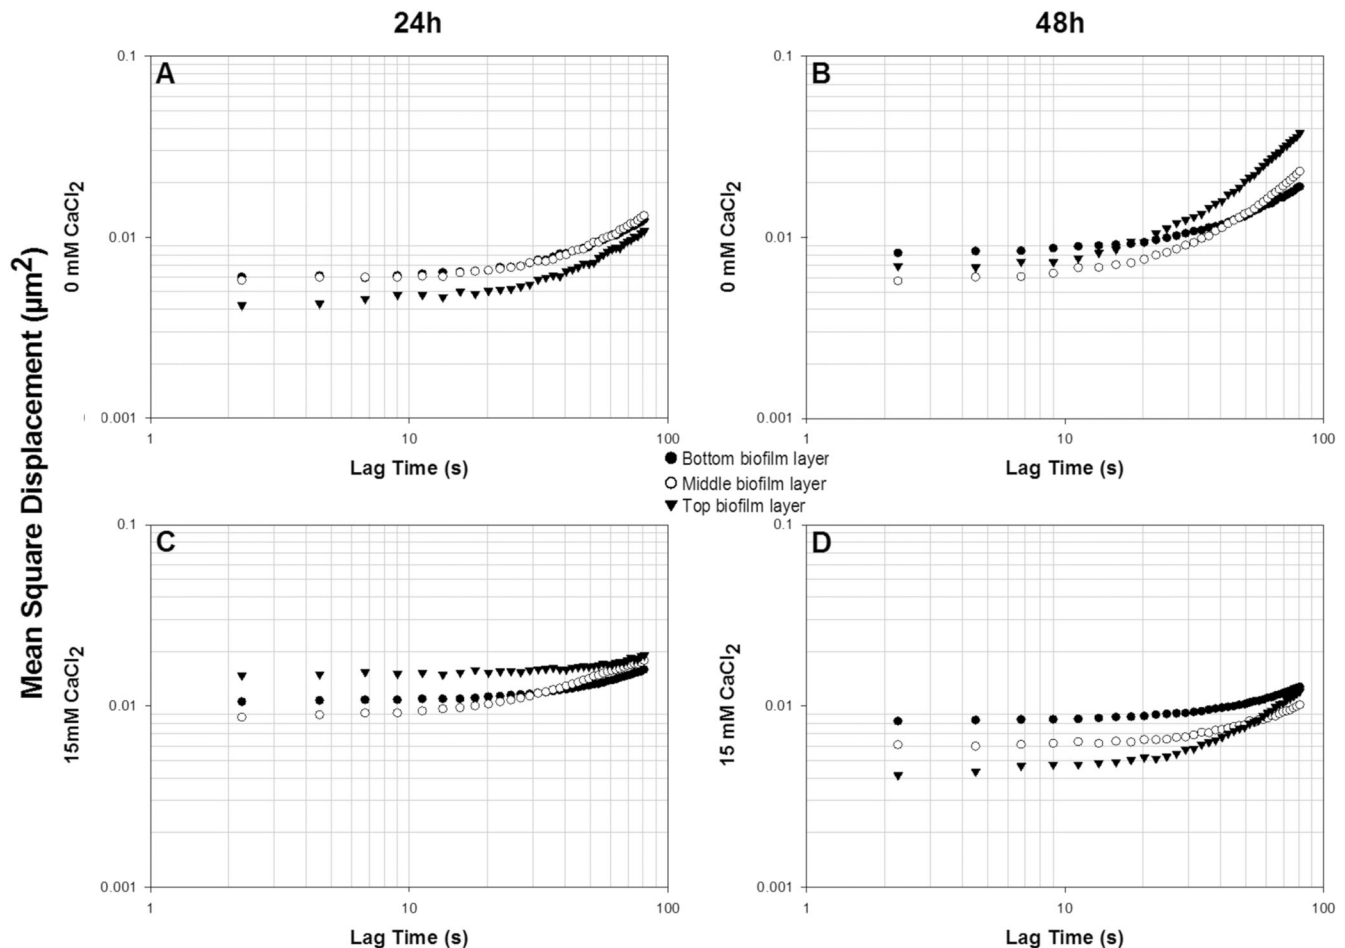 24h
48h
Mean Square Displacement (µm²)
A
0 mM CaCl₂
0.1
0.01
0.001
1
10
100
Lag Time (s)
B
0 mM CaCl₂
0.1
0.01
0.001
1
10
100
Lag Time (s)
Bottom biofilm layer
Middle biofilm layer
Top biofilm layer
C
15mM CaCl₂
0.1
0.01
0.001
1
10
100
Lag Time (s)
D
15 mM CaCl₂
0.1
0.01
0.001
1
10
100
Lag Time (s)